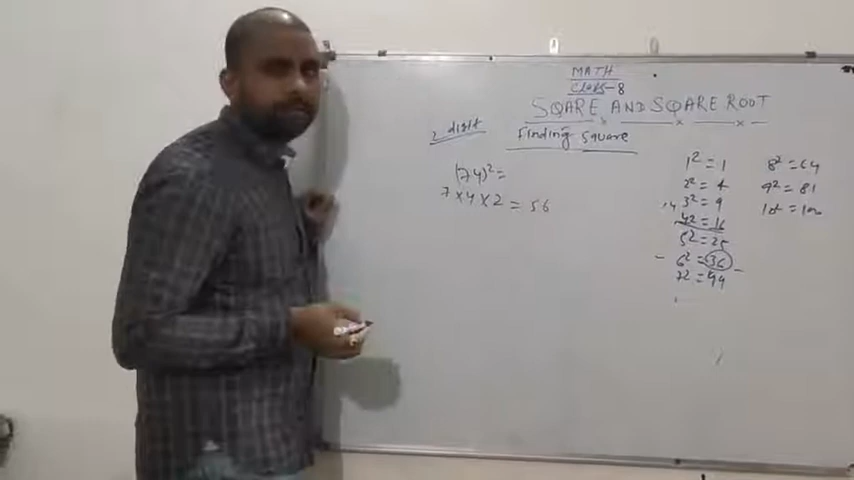 MATH
CLASS-8
SQARE AND SQARE ROOT
Finding Square
2 digit
(74)²=
7×4×2 = 56
1² = 1
2² = 4
3² = 9
4² = 16
5² = 25
6² = 36
7² = 49
8² = 64
9² = 81
10² = 100